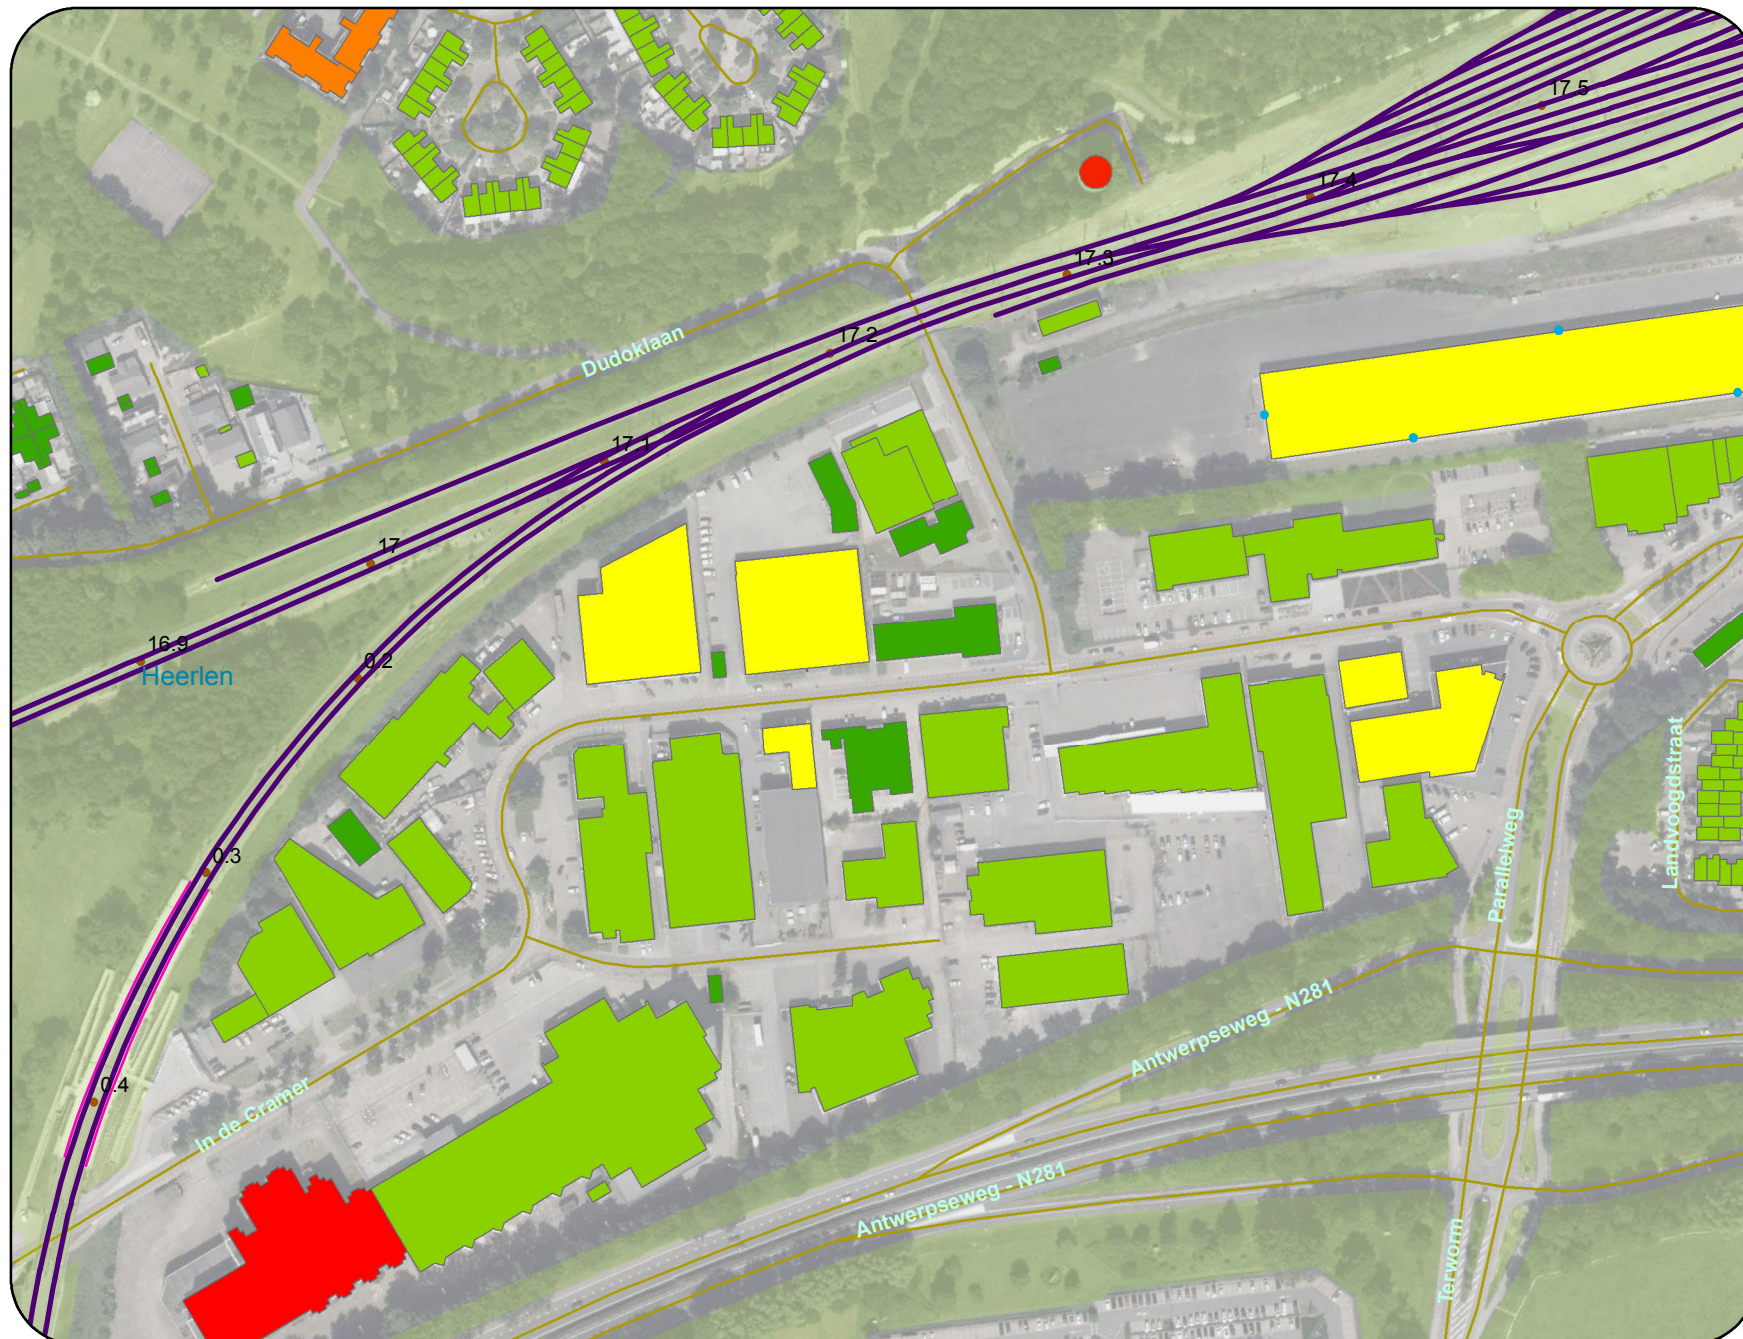 17.5
17.4
17.3
17.2
Dudoklaan
17.1
17
16.9
Heerlen
0.2
0.3
Landvoogdstraat
Parallelweg
Antwerpseweg - N281
0.4
In de Cramer
Antwerpseweg - N281
Terworm